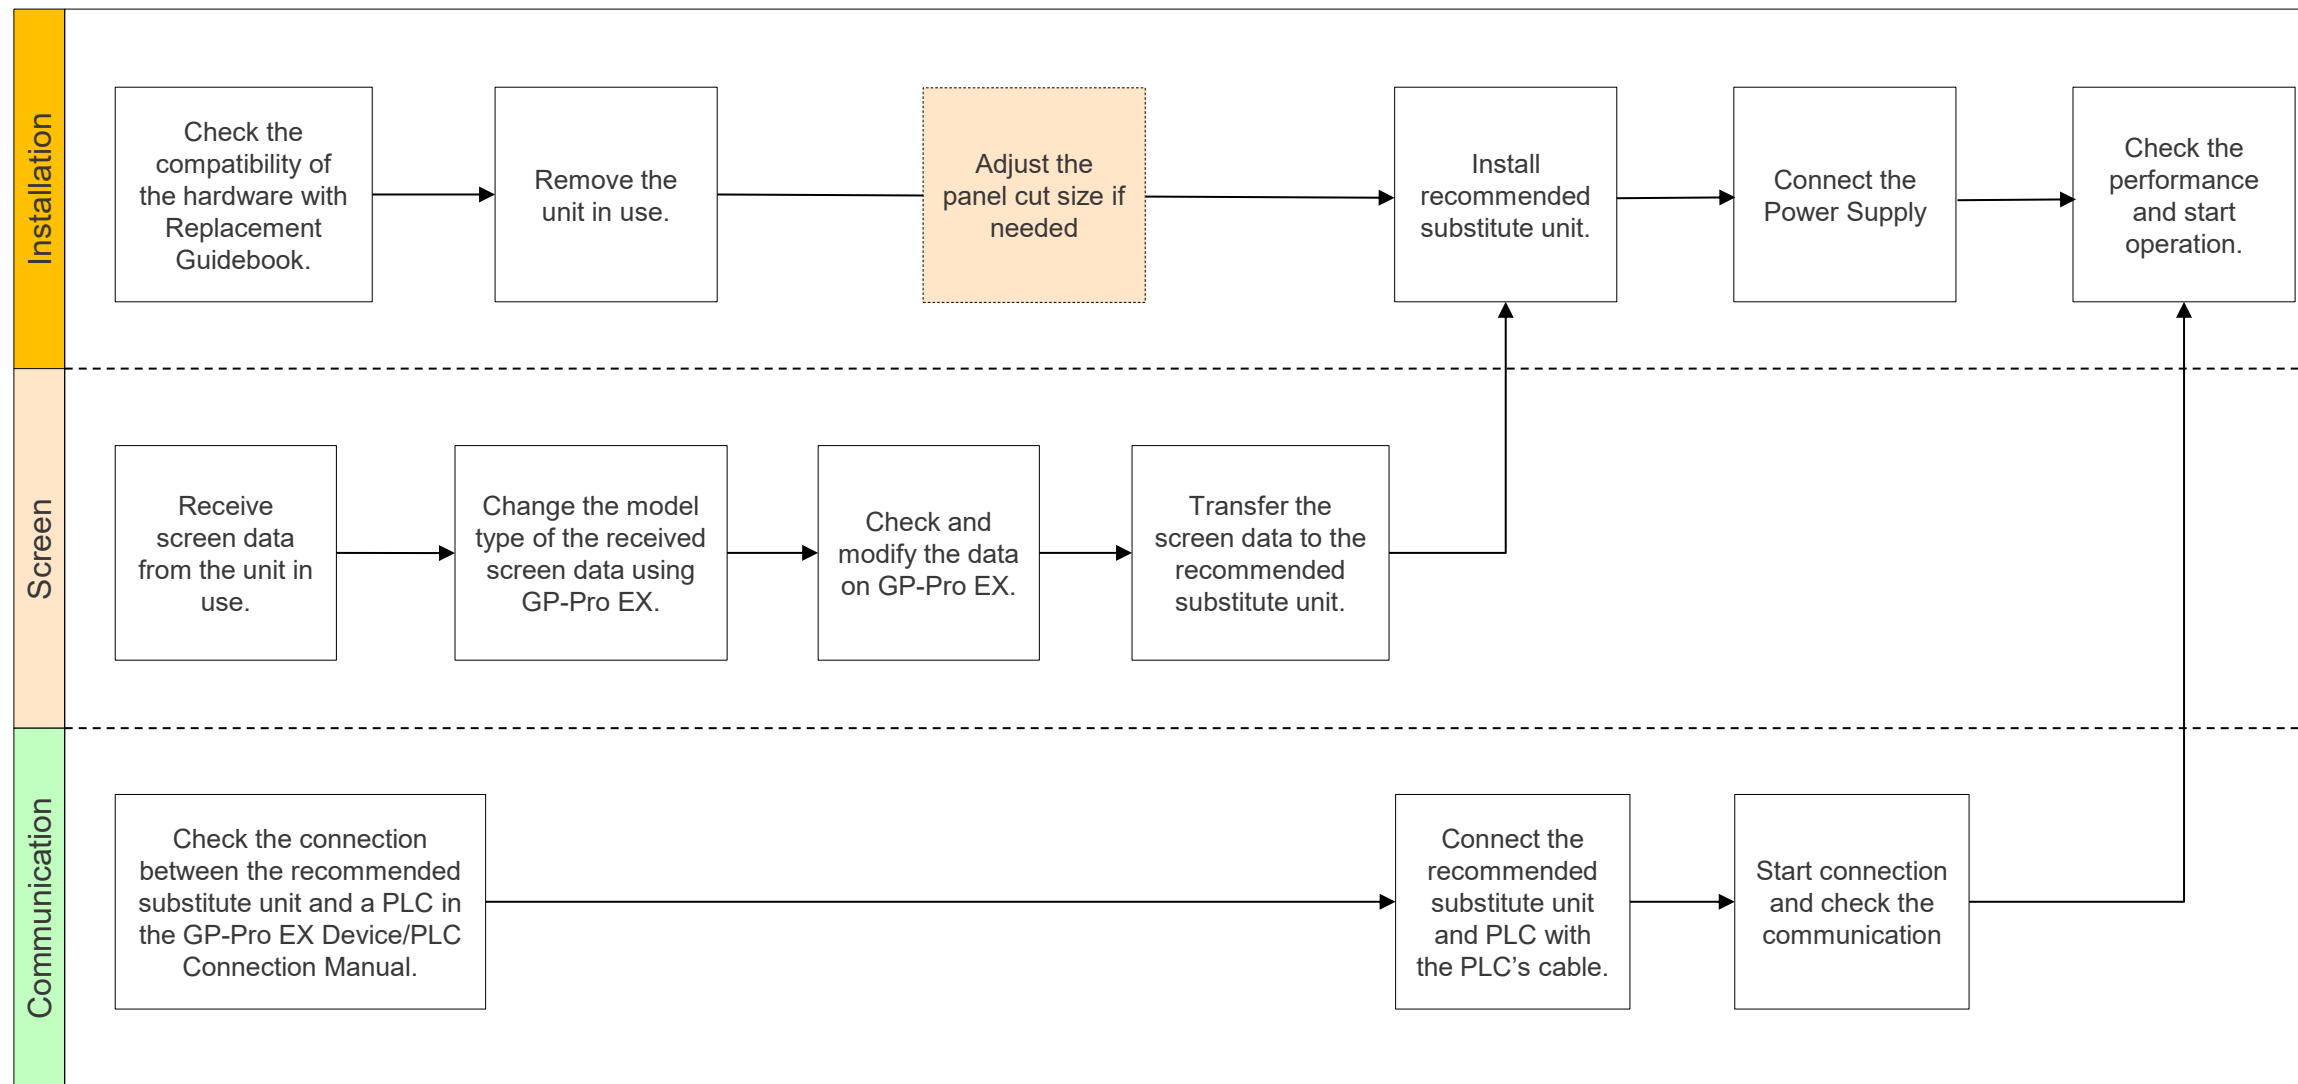 Installation
Check the
compatibility of
the hardware with
Replacement
Guidebook.
Remove the
unit in use.
Adjust the
panel cut size if
needed
Install
recommended
substitute unit.
Connect the
Power Supply
Check the
performance
and start
operation.
Screen
Receive
screen data
from the unit in
use.
Change the model
type of the received
screen data using
GP-Pro EX.
Check and
modify the data
on GP-Pro EX.
Transfer the
screen data to the
recommended
substitute unit.
Communication
Check the connection
between the recommended
substitute unit and a PLC in
the GP-Pro EX Device/PLC
Connection Manual.
Connect the
recommended
substitute unit
and PLC with
the PLC’s cable.
Start connection
and check the
communication